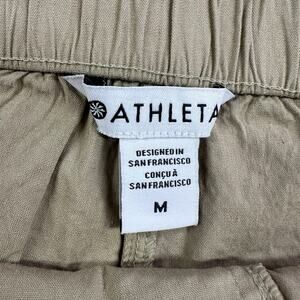 ATHLETA
DESIGNED IN
SAN FRANCISCO
CONÇU À
SAN FRANCISCO
M